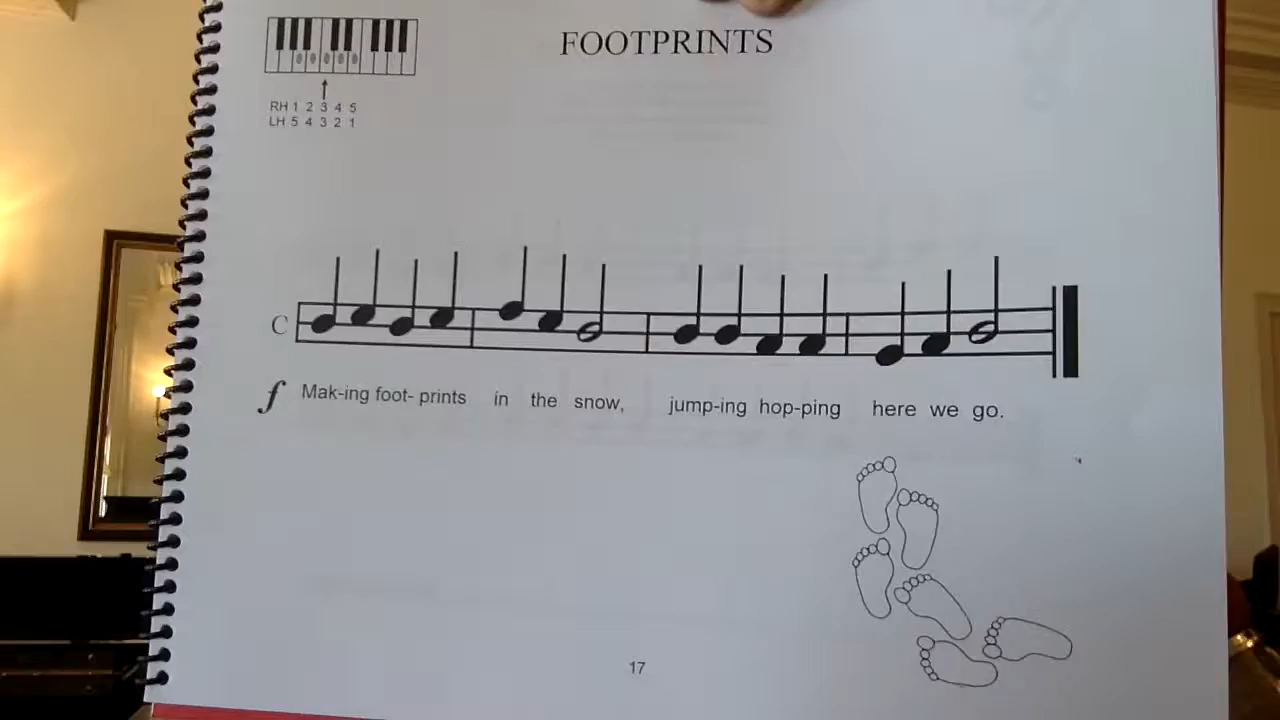 FOOTPRINTS
RH 1 2 3 4 5
LH 5 4 3 2 1
C
f Mak-ing foot- prints in the snow, jump-ing hop-ping here we go.
17